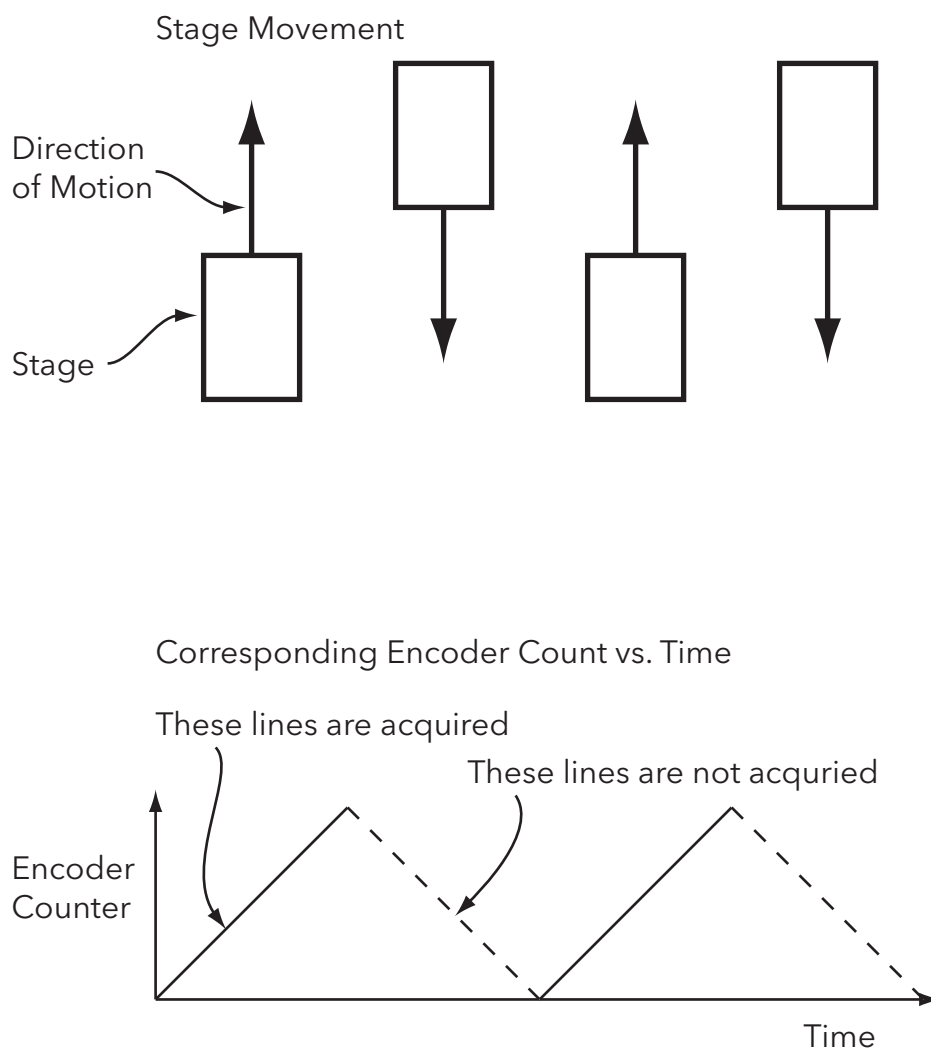 Stage Movement
Direction
of Motion
Stage
Corresponding Encoder Count vs. Time
These lines are acquired
These lines are not acquried
Encoder
Counter
Time